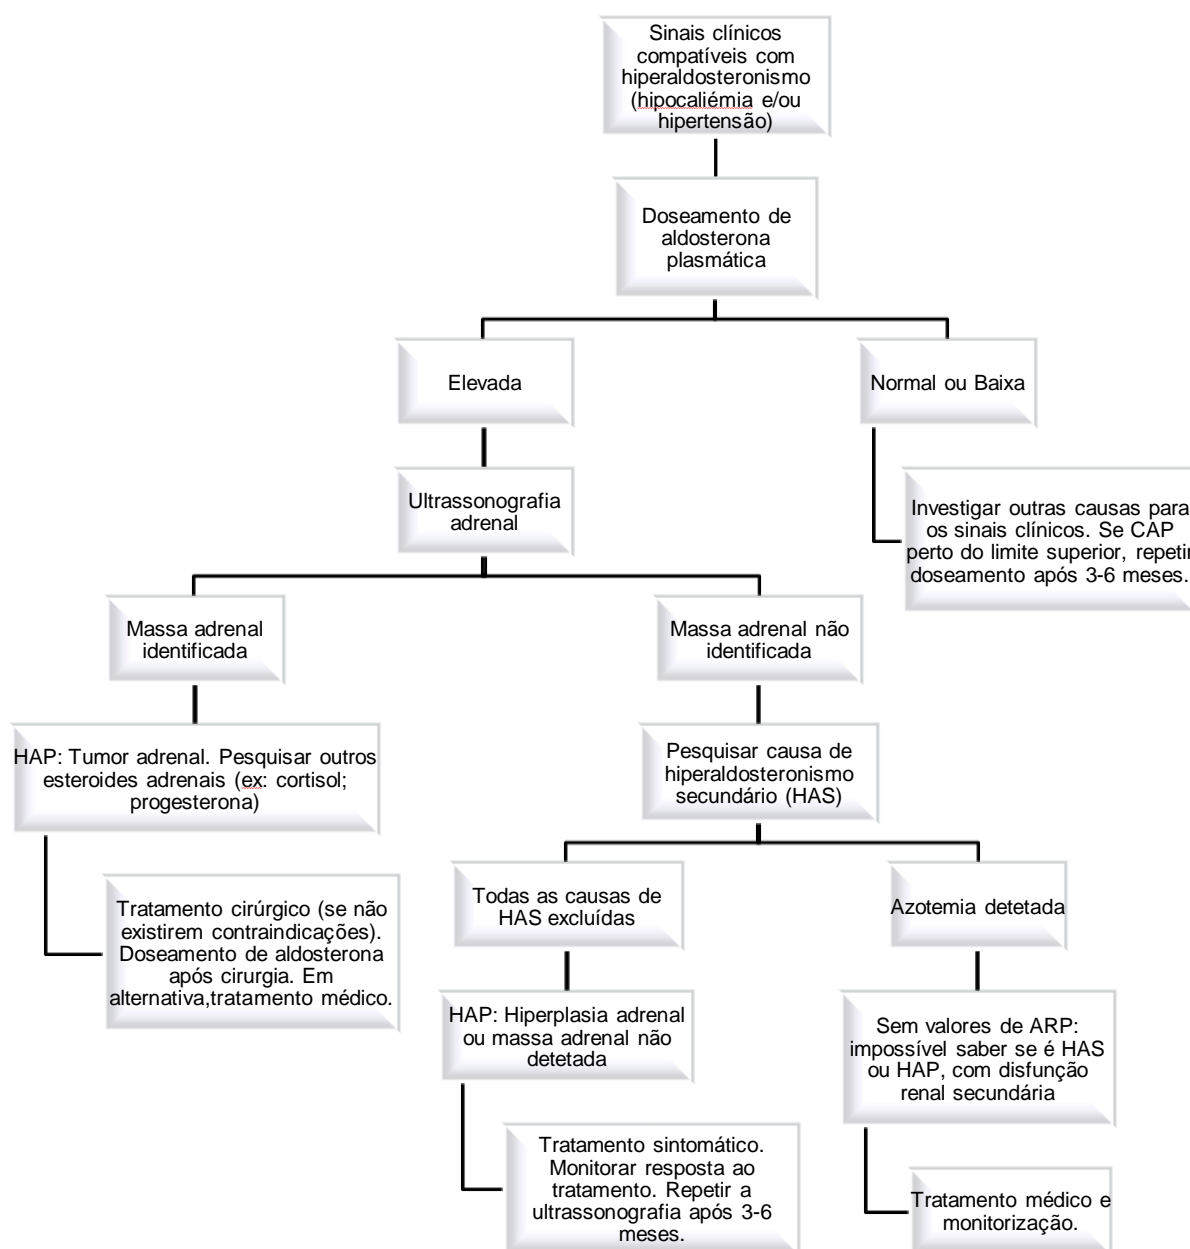 Sinais clínicos
compatíveis com
hiperaldosteronismo
(hipocaliémia e/ou
hipertensão)
Doseamento de
aldosterona
plasmática
Elevada
Normal ou Baixa
Ultrassonografia
adrenal
Investigar outras causas para
os sinais clínicos. Se CAP
perto do limite superior, repetir
doseamento após 3-6 meses.
Massa adrenal
identificada
Massa adrenal não
identificada
HAP: Tumor adrenal. Pesquisar outros
esteroides adrenais (ex: cortisol;
progesterona)
Pesquisar causa de
hiperaldosteronismo
secundário (HAS)
Tratamento cirúrgico (se não
existirem contraindicações).
Doseamento de aldosterona
após cirurgia. Em
alternativa,tratamento médico.
Todas as causas de
HAS excluídas
Azotemia detetada
HAP: Hiperplasia adrenal
ou massa adrenal não
detetada
Sem valores de ARP:
impossível saber se é HAS
ou HAP, com disfunção
renal secundária
Tratamento sintomático.
Monitorar resposta ao
tratamento. Repetir a
ultrassonografia após 3-6
meses.
Tratamento médico e
monitorização.